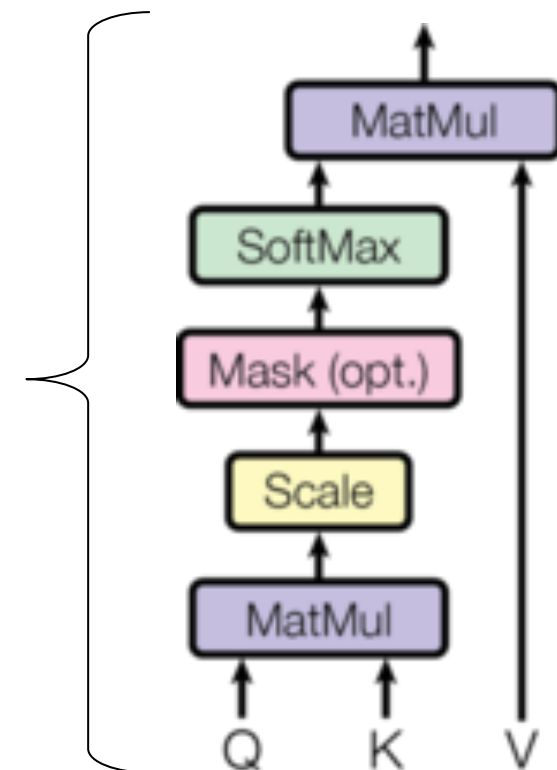 MatMul
SoftMax
Mask (opt.)
Scale
MatMul
Q K V